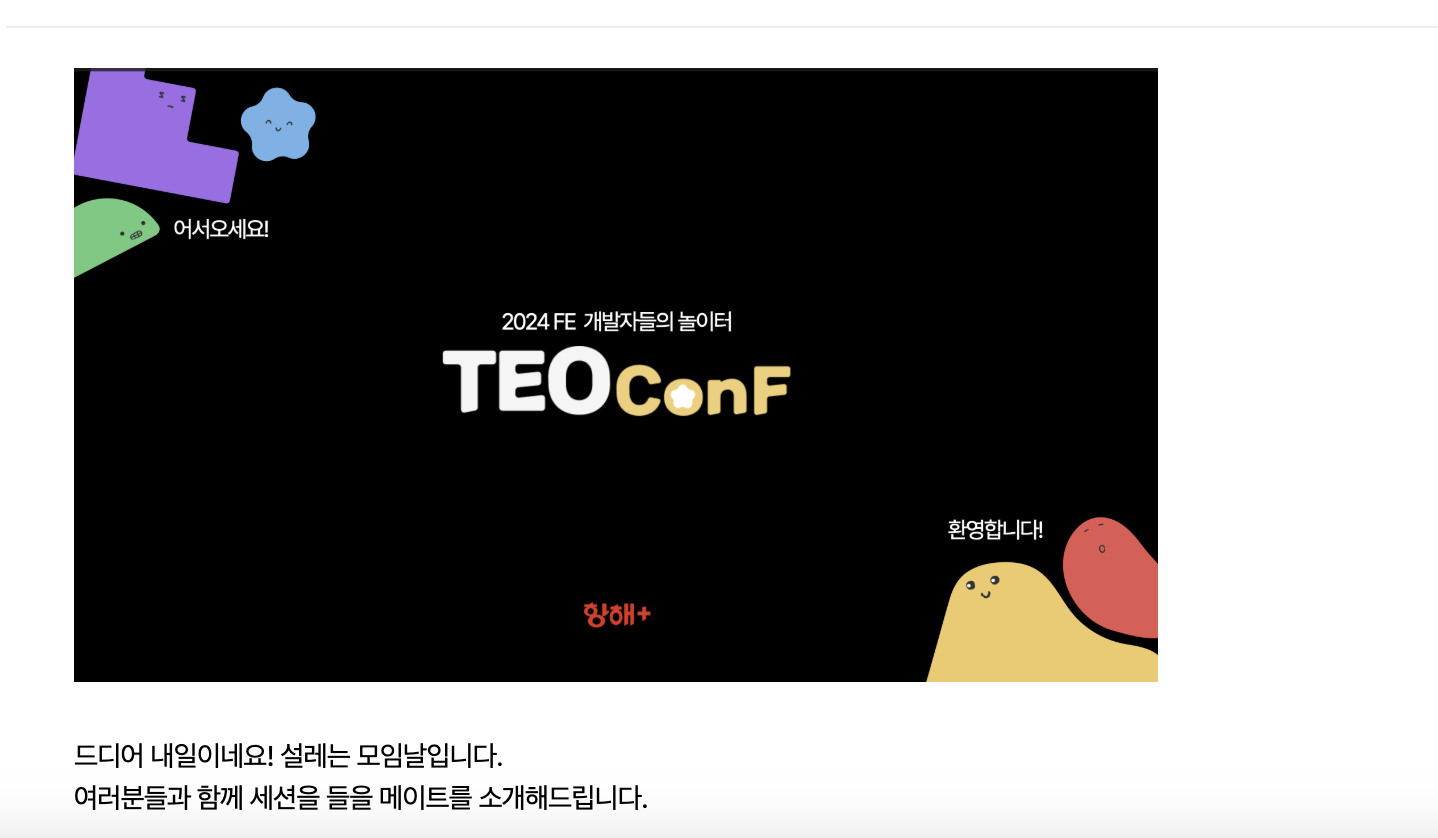 어서오세요!
2024 FE 개발자들의 놀이터
TEOConF
환영합니다!
항해+
드디어 내일이네요! 설레는 모임날입니다.
여러분들과 함께 세션을 들을 메이트를 소개해드립니다.